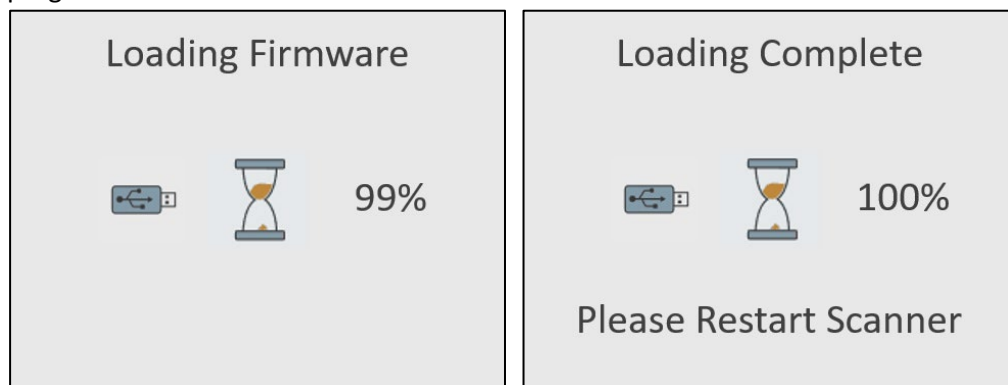 Loading Firmware
99%
Loading Complete
100%
Please Restart Scanner